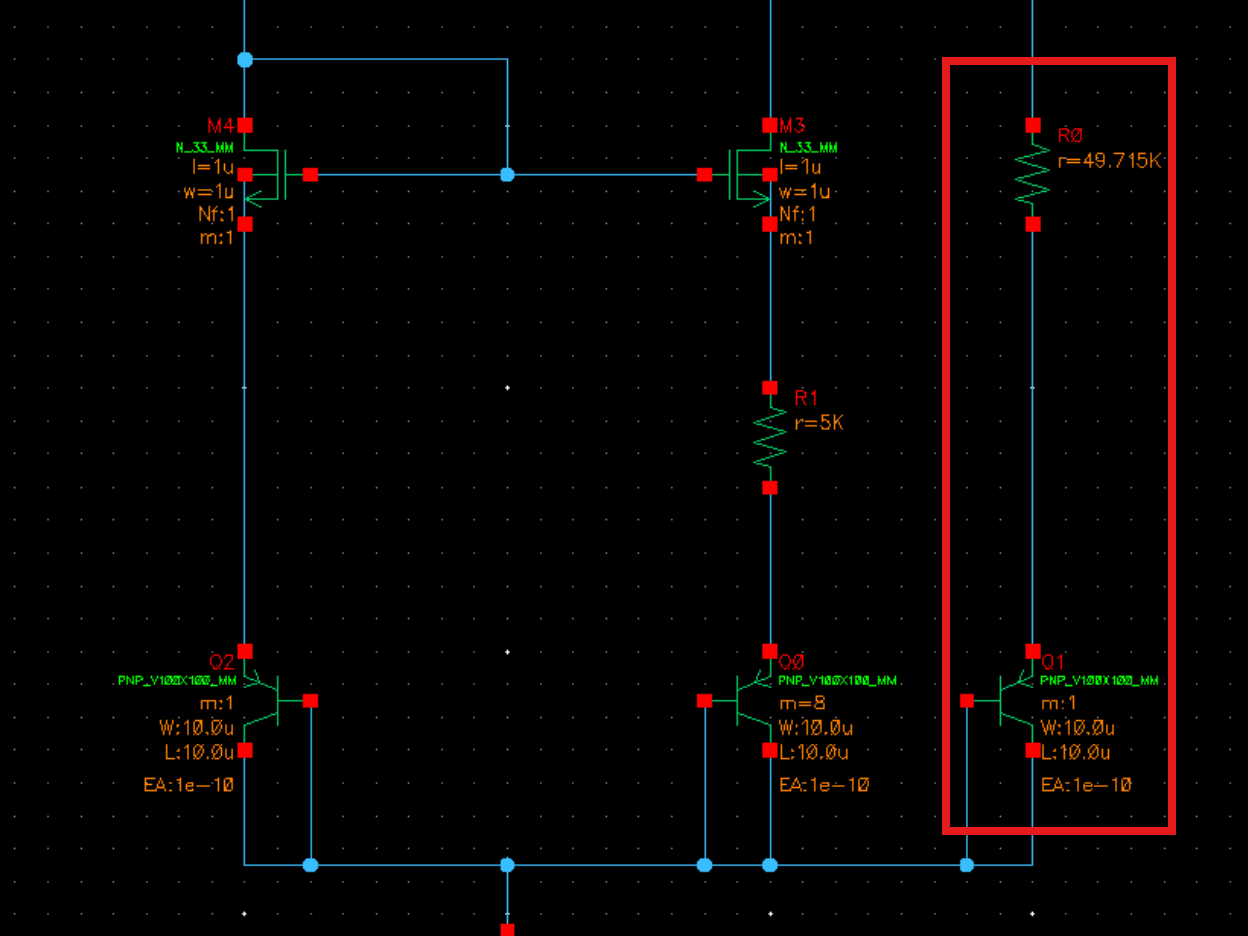 M4
N_33_MM
l=1u
w=1u
Nf:1
m:1
M3
N_33_MM
l=1u
w=1u
Nf:1
m:1
R0
r=49.715K
R1
r=5K
Q2
PNP_V100X100_MM
m:1
W:10.0u
L:10.0u
EA:1e-10
Q0
PNP_V100X100_MM
m=8
W:10.0u
L:10.0u
EA:1e-10
Q1
PNP_V100X100_MM
m:1
W:10.0u
L:10.0u
EA:1e-10